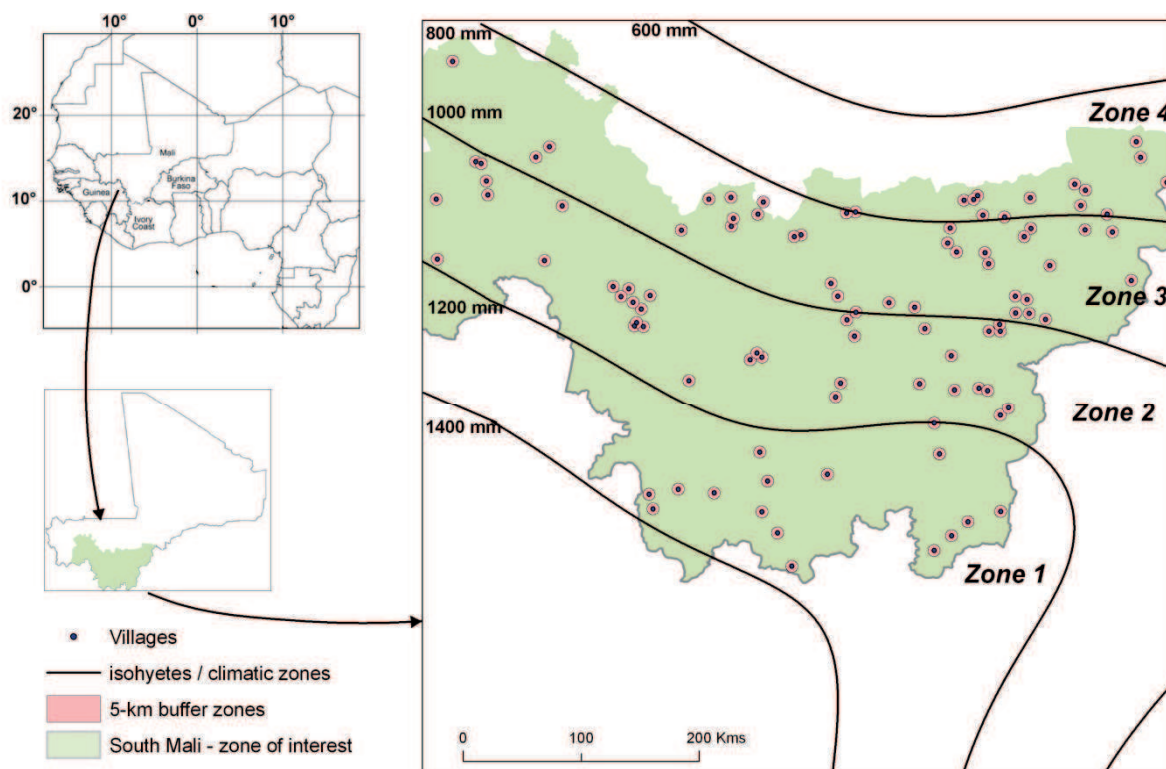 10° 0° 10°
20°
10°
0°
Mali
Guinea
Burkina
Faso
Ivory
Coast
600 mm
800 mm
1000 mm
1200 mm
1400 mm
Zone 4
Zone 3
Zone 2
Zone 1
Villages
isohyetes / climatic zones
5-km buffer zones
South Mali - zone of interest
0 100 200 Kms